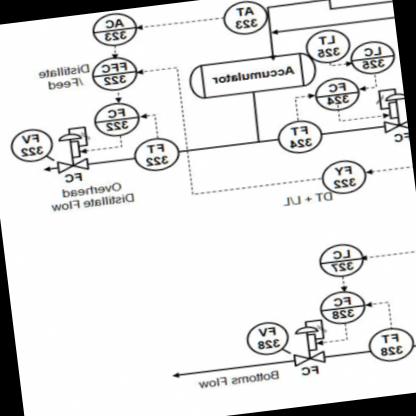 AT
323
AC
323
LT
325
LC
325
FFC
322
Distillate
/Feed
Accumulator
FC
324
FC
322
FV
322
FT
322
FT
324
FC
FC
FY
322
Overhead
Distillate Flow
DT + L/L
LC
327
FC
328
FV
328
FT
328
FC
Bottoms Flow